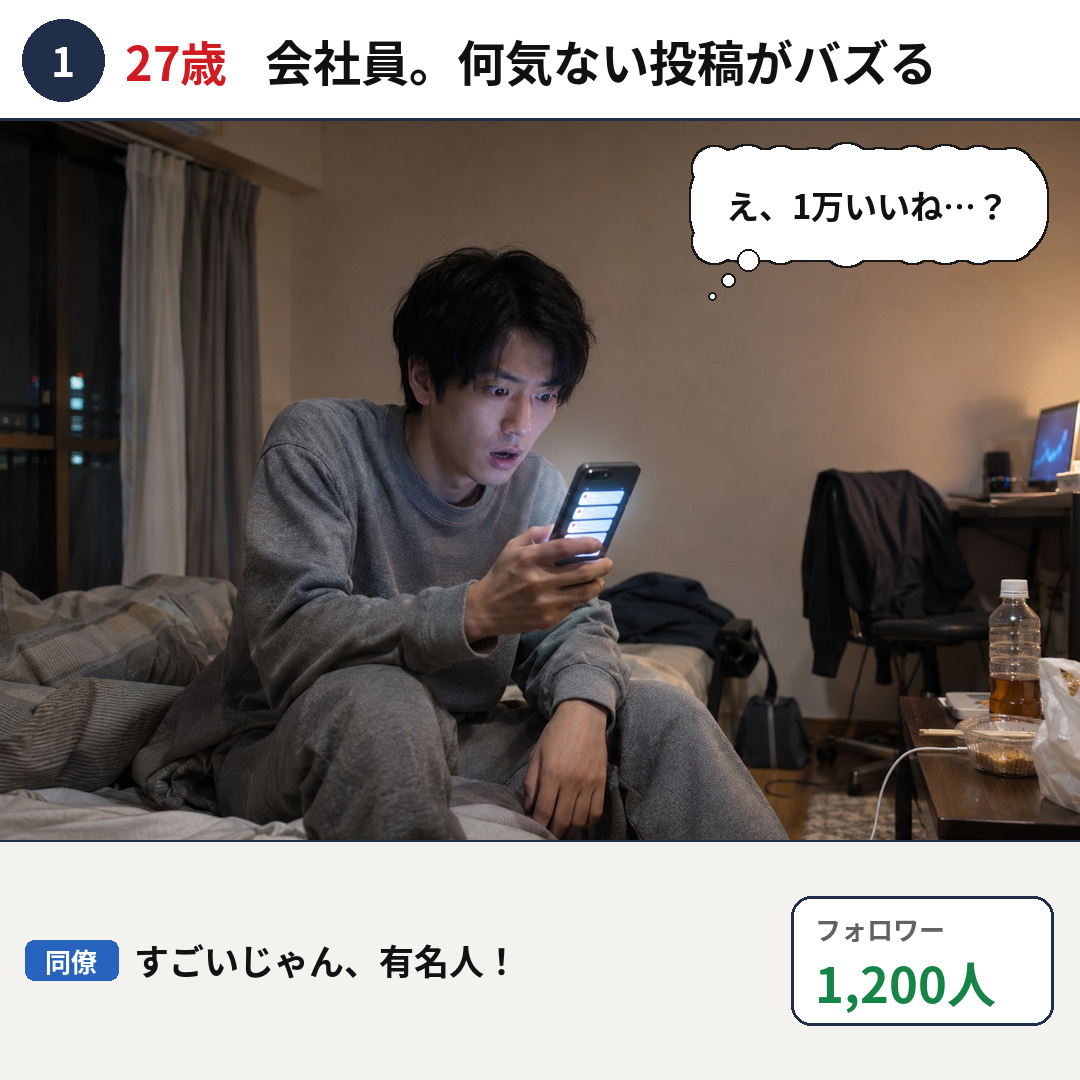 1 27歳 会社員。何気ない投稿がバズる
え、1万いいね…？
同僚 すごいじゃん、有名人！
フォロワー
1,200人